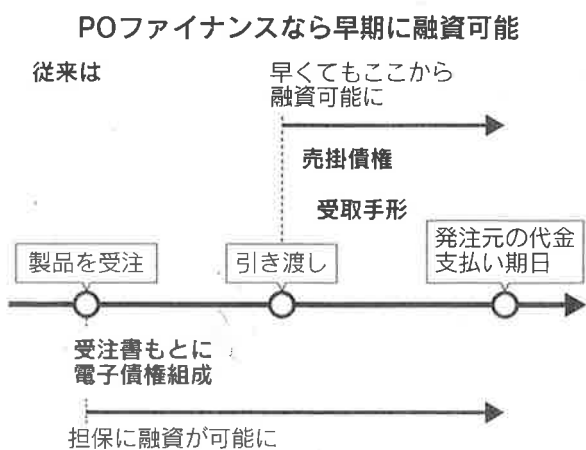 POファイナンスなら早期に融資可能
従来は
早くてもここから
融資可能に
売掛債権
受取手形
製品を受注
引き渡し
発注元の代金
支払い期日
受注書もとに
電子債権組成
担保に融資が可能に